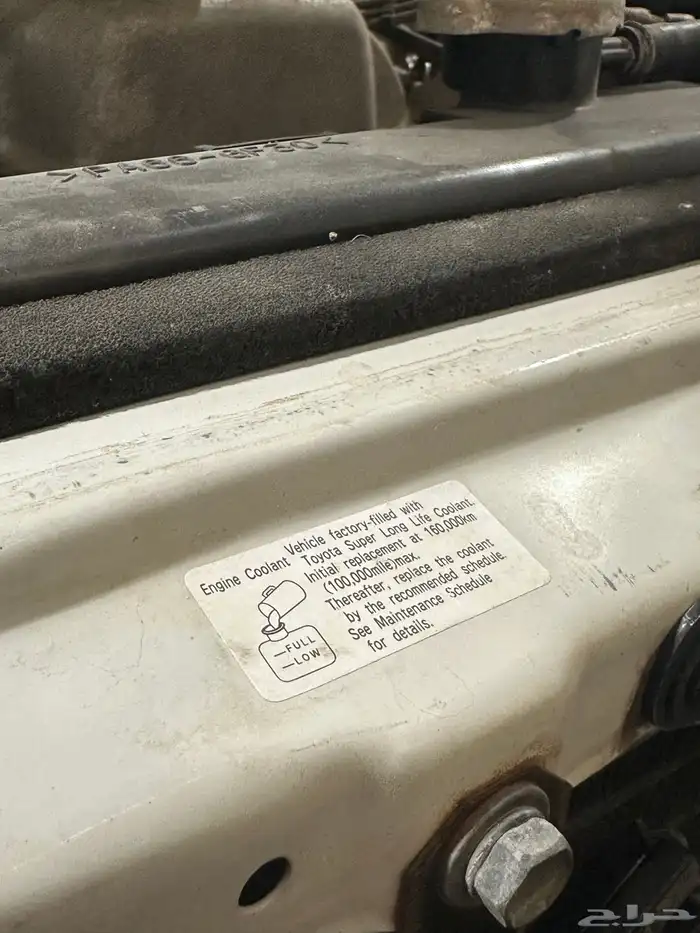 >PA66-GF30<
Engine Coolant Vehicle factory-filled with
Toyota Super Long Life Coolant.
Initial replacement at 160,000km
(100,000mile)max.
Thereafter, replace the coolant
by the recommended schedule.
See Maintenance Schedule
for details.
—FULL
—LOW
حراج